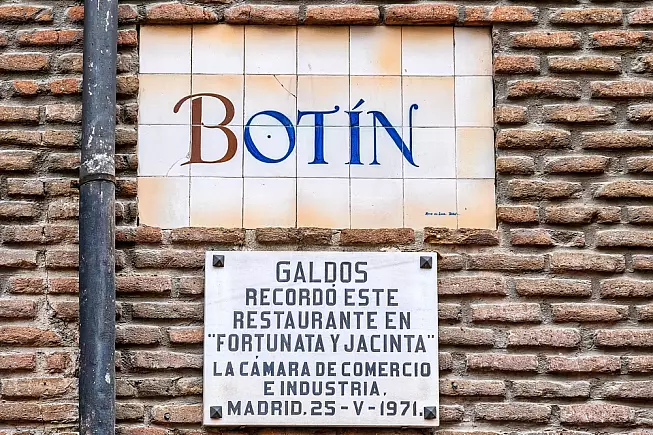 BOTÍN
GALDOS
RECORDÓ ESTE
RESTAURANTE EN
"FORTUNATA Y JACINTA"
LA CÁMARA DE COMERCIO
E INDUSTRIA.
MADRID. 25-V-1971.